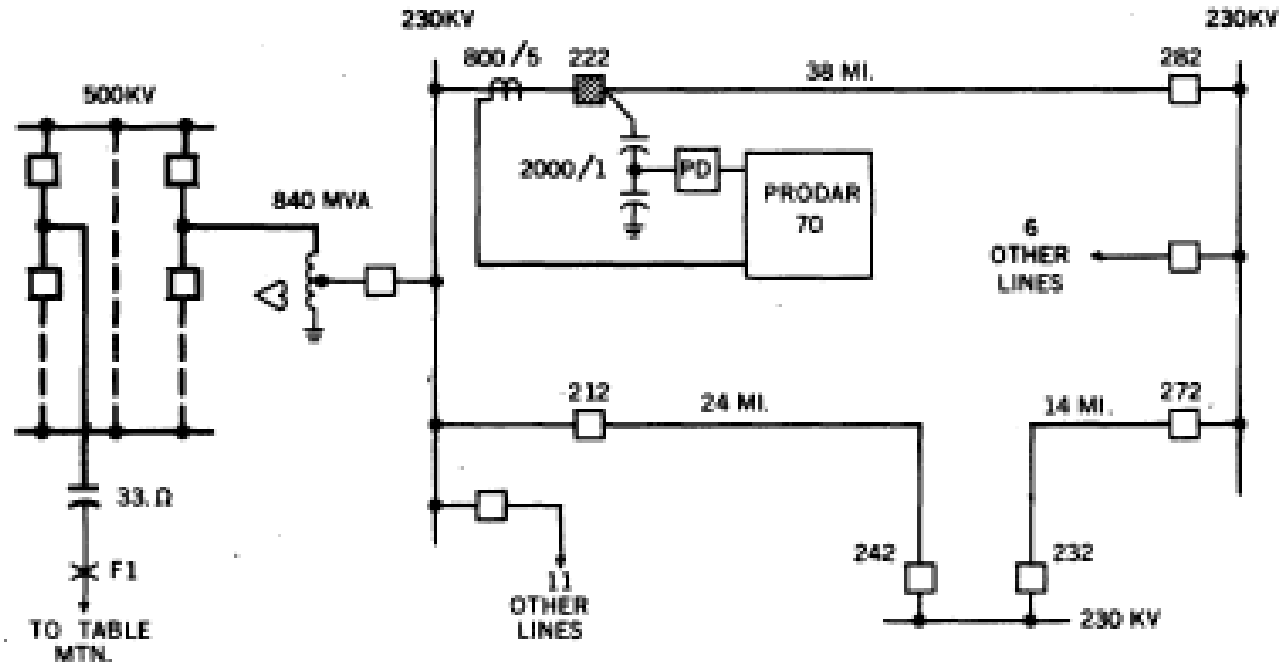 230KV
230KV
800/5
222
38 MI.
282
500KV
2000/1
PD
PRODAR
70
840 MVA
6
OTHER
LINES
212
24 MI.
14 MI.
272
33.Ω
242
232
F1
11
OTHER
LINES
230 KV
TO TABLE
MTN.